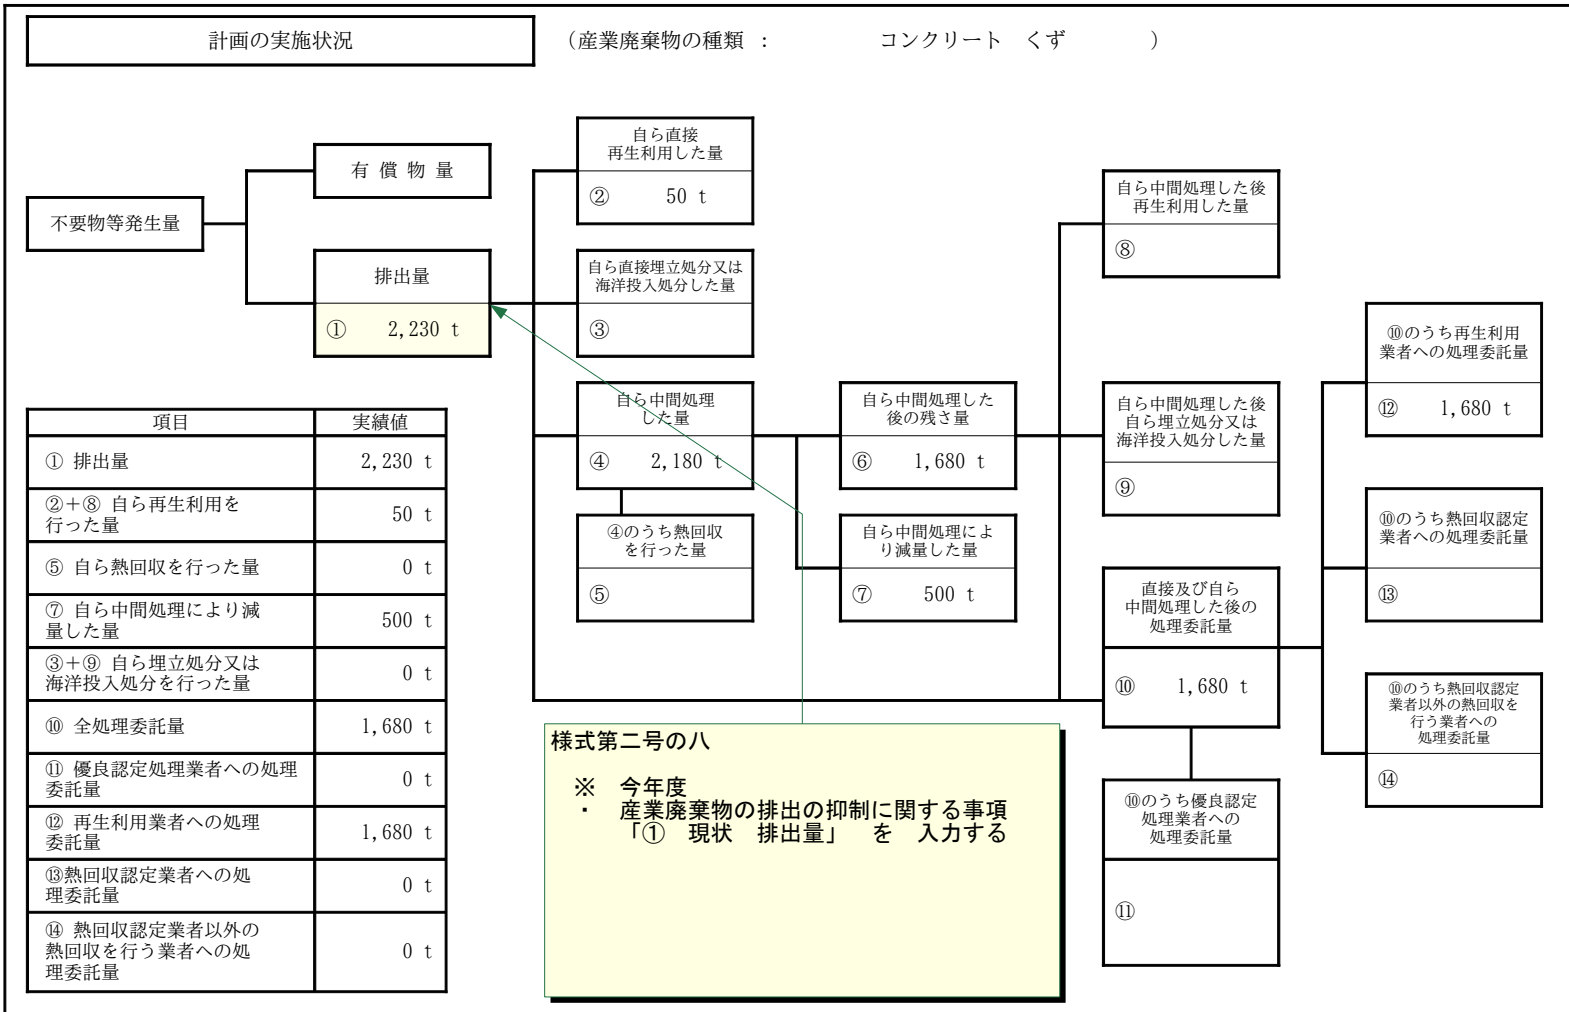 計画の実施状況
（産業廃棄物の種類 : コンクリート くず ）
不要物等発生量
有 償 物 量
排出量
① 2,230 t
自ら直接
再生利用した量
② 50 t
自ら直接埋立処分又は
海洋投入処分した量
③
自ら中間処理
した量
④ 2,180 t
④のうち熱回収
を行った量
⑤
自ら中間処理した
後の残さ量
⑥ 1,680 t
自ら中間処理によ
り減量した量
⑦ 500 t
自ら中間処理した後
再生利用した量
⑧
自ら中間処理した後
自ら埋立処分又は
海洋投入処分した量
⑨
直接及び自ら
中間処理した後の
処理委託量
⑩ 1,680 t
⑩のうち優良認定
処理業者への
処理委託量
⑪
⑩のうち再生利用
業者への処理委託量
⑫ 1,680 t
⑩のうち熱回収認定
業者への処理委託量
⑬
⑩のうち熱回収認定
業者以外の熱回収を
行う業者への
処理委託量
⑭
項目 実績値
① 排出量 2,230 t
②＋⑧ 自ら再生利用を
行った量 50 t
⑤ 自ら熱回収を行った量 0 t
⑦ 自ら中間処理により減
量した量 500 t
③＋⑨ 自ら埋立処分又は
海洋投入処分を行った量 0 t
⑩ 全処理委託量 1,680 t
⑪ 優良認定処理業者への処理
委託量 0 t
⑫ 再生利用業者への処理
委託量 1,680 t
⑬熱回収認定業者への処
理委託量 0 t
⑭ 熱回収認定業者以外の
熱回収を行う業者への処
理委託量 0 t
様式第二号の八
※ 今年度
・ 産業廃棄物の排出の抑制に関する事項
「① 現状 排出量」 を 入力する